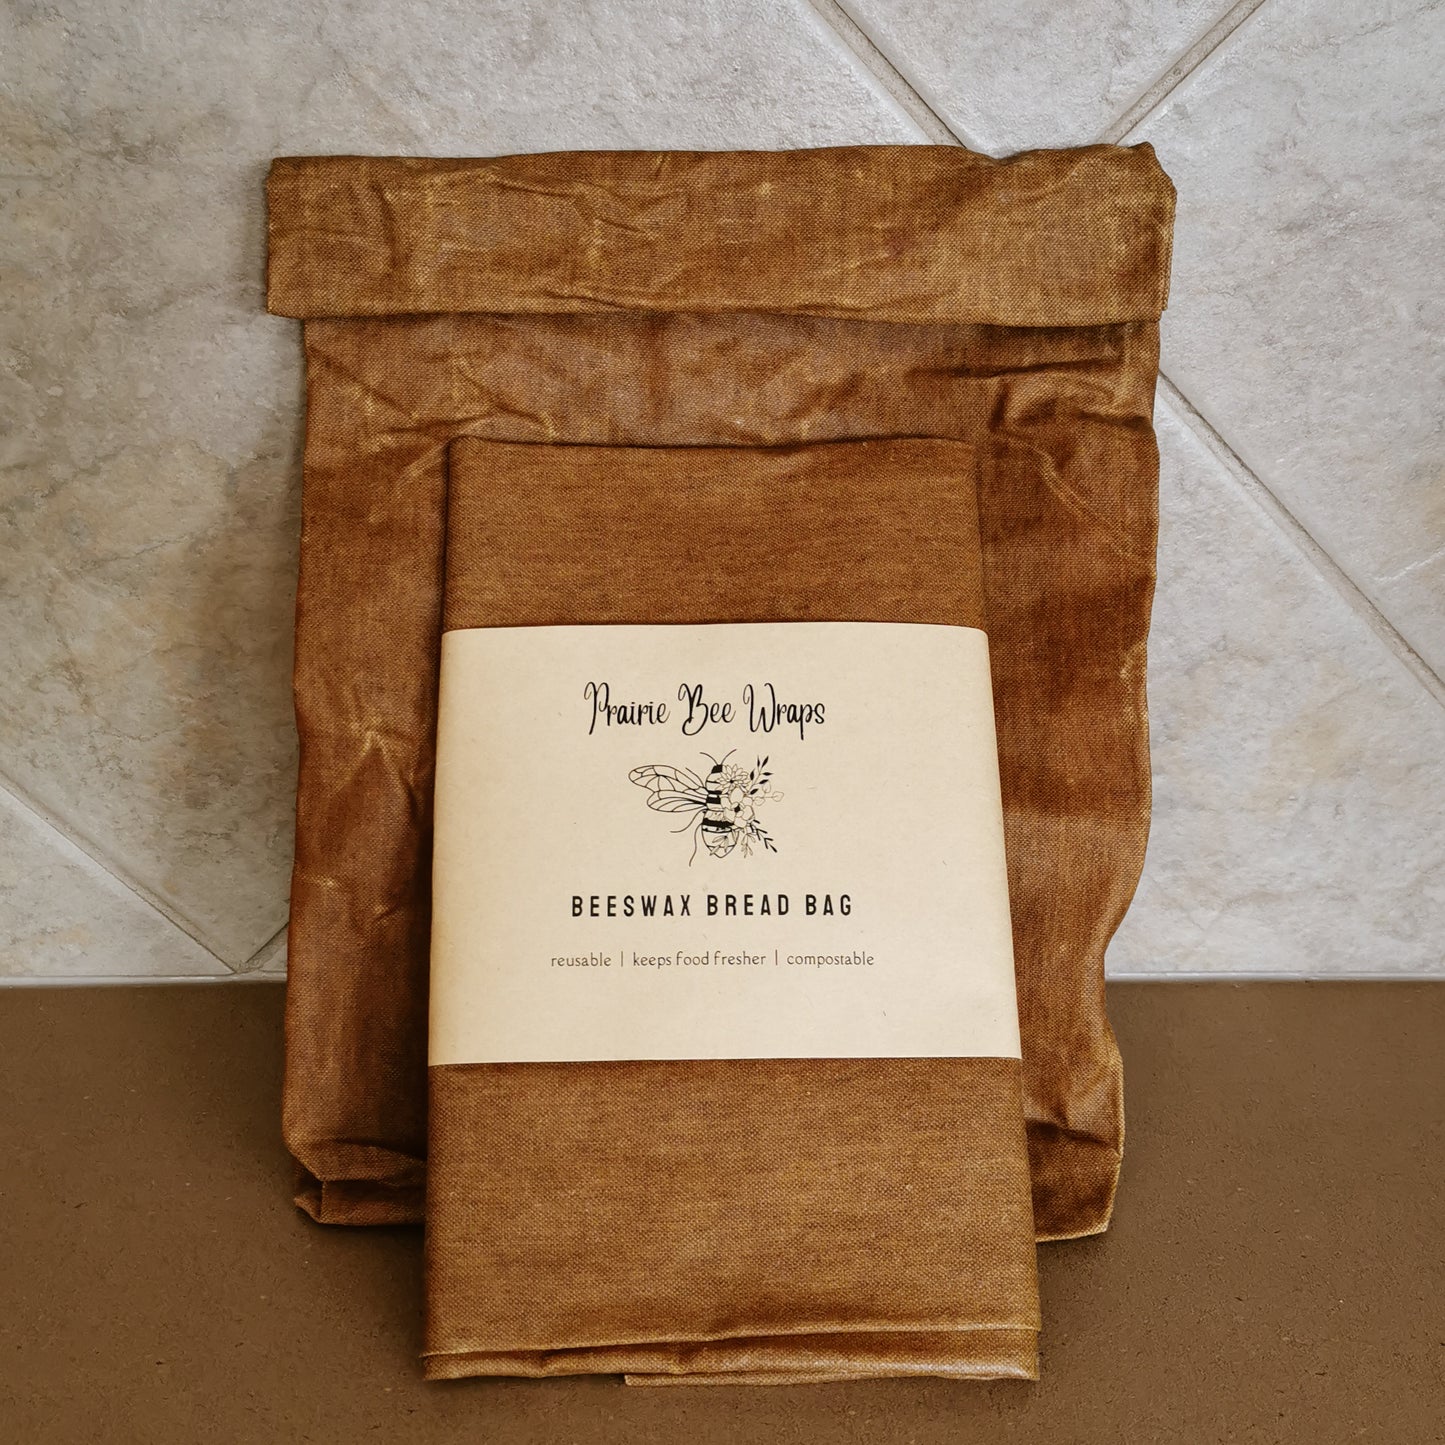 Prairie Bee Wraps
BEESWAX BREAD BAG
reusable | keeps food fresher | compostable